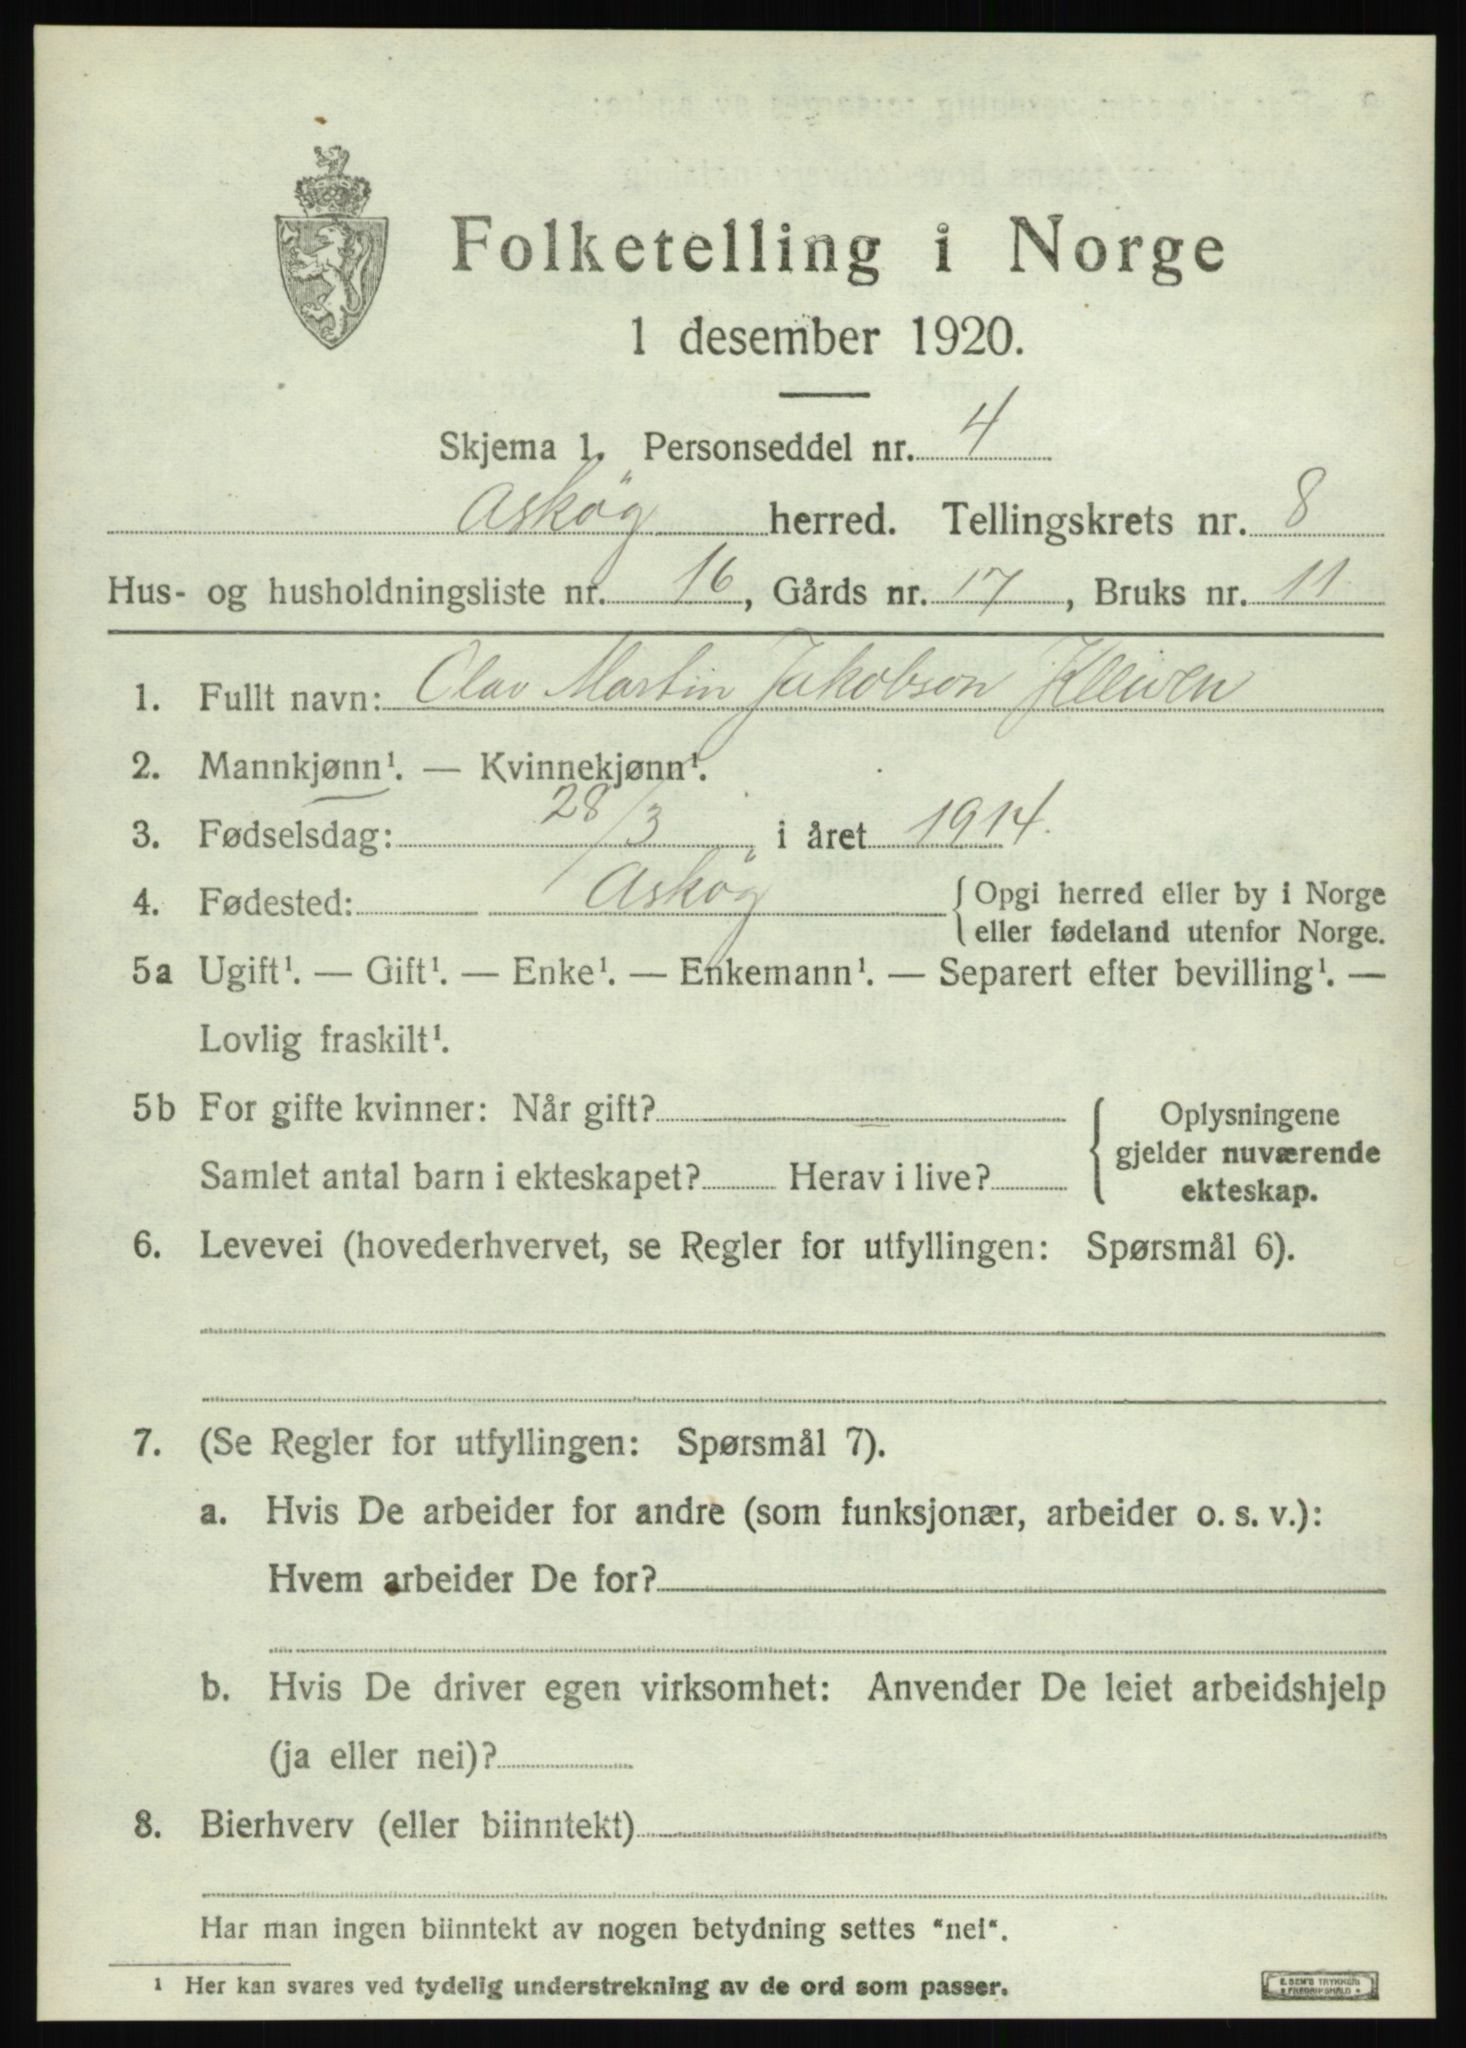 Folketelling i Norge
1 desember 1920.
Skjema 1. Personseddel nr. 4
Askøy herred. Tellingskrets nr. 8
Hus- og husholdningsliste nr. 16, Gårds nr. 17, Bruks nr. 11
1. Fullt navn: Olav Martin Jakobson Kleiven
2. Mannkjønn¹. — Kvinnekjønn¹.
3. Fødselsdag: 28/3 i året 1914.
4. Fødested: Askøy { Opgi herred eller by i Norge
eller fødeland utenfor Norge.
5a Ugift¹. — Gift¹. — Enke¹. — Enkemann¹. — Separert efter bevilling¹. —
Lovlig fraskilt¹.
5b For gifte kvinner: Når gift? { Oplysningene
gjelder nuværende
Samlet antal barn i ekteskapet? Herav i live? ekteskap.
6. Levevei (hovederhvervet, se Regler for utfyllingen: Spørsmål 6).
7. (Se Regler for utfyllingen: Spørsmål 7).
a. Hvis De arbeider for andre (som funksjonær, arbeider o. s. v.):
Hvem arbeider De for?
b. Hvis De driver egen virksomhet: Anvender De leiet arbeidshjelp
(ja eller nei)?
8. Bierhverv (eller biinntekt)
Har man ingen biinntekt av nogen betydning settes "nei".
¹ Her kan svares ved tydelig understrekning av de ord som passer.
E. SEM'S TRYKKERI
FREDRIKSHALD